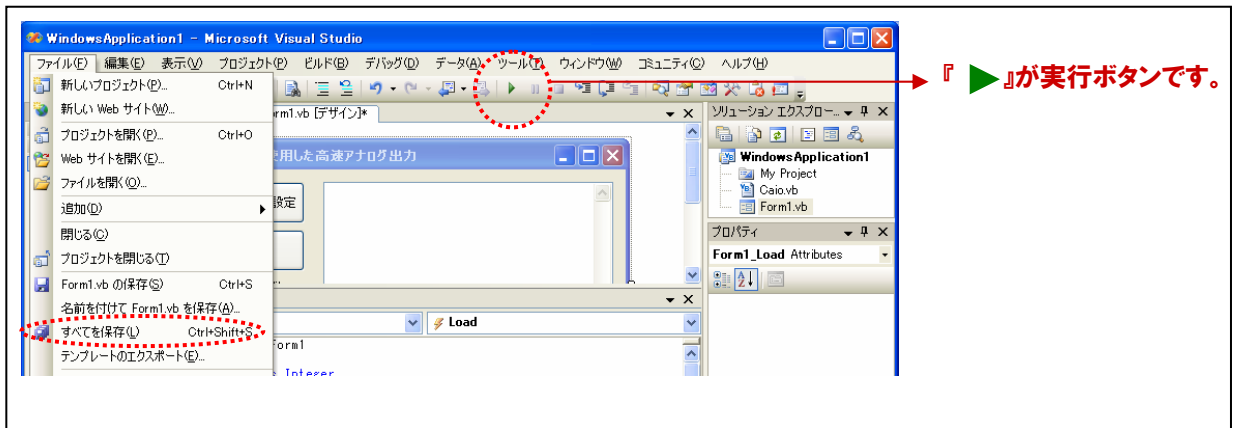 WindowsApplication1 - Microsoft Visual Studio
ファイル(F) 編集(E) 表示(V) プロジェクト(P) ビルド(B) デバッグ(D) データ(A) ツール(T) ウィンドウ(W) コミュニティ(C) ヘルプ(H)
『 ▶』が実行ボタンです。
新しいプロジェクト(P)... Ctrl+N
新しい Web サイト(W)...
プロジェクトを開く(P)... Ctrl+O
Web サイトを開く(E)...
ファイルを開く(O)...
追加(D)
閉じる(C)
プロジェクトを閉じる(T)
Form1.vb の保存(S) Ctrl+S
名前を付けて Form1.vb を保存(A)...
すべてを保存(L) Ctrl+Shift+S
テンプレートのエクスポート(E)...
orm1.vb [デザイン]*
使用した高速アナログ出力
設定
Load
Form1
Integer
ソリューション エクスプロー...
WindowsApplication1
My Project
Caio.vb
Form1.vb
プロパティ
Form1_Load Attributes